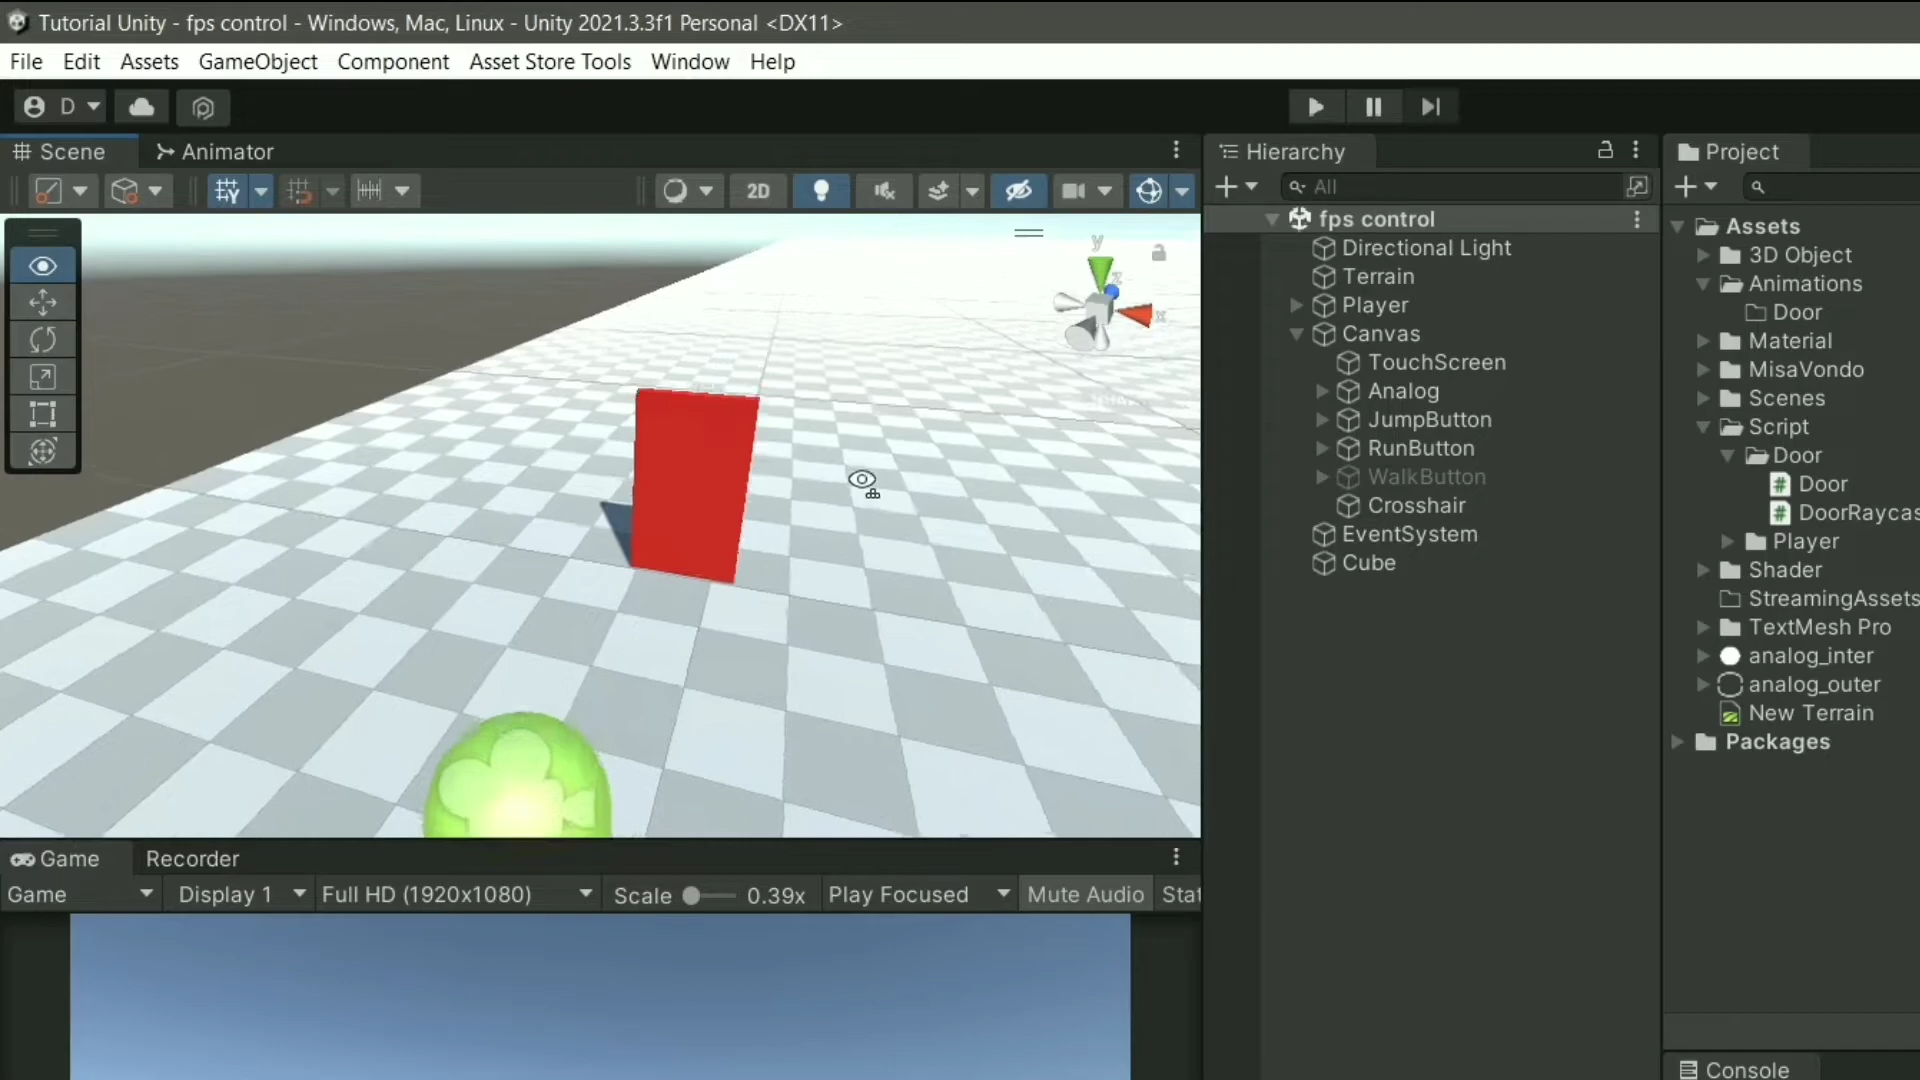 Tutorial Unity - fps control - Windows, Mac, Linux - Unity 2021.3.3f1 Personal <DX11>
File Edit Assets GameObject Component Asset Store Tools Window Help
D
Scene Animator
2D
y
z
x
Game Recorder
Game Display 1 Full HD (1920x1080) Scale 0.39x Play Focused Mute Audio Stat
Hierarchy
All
fps control
Directional Light
Terrain
Player
Canvas
TouchScreen
Analog
JumpButton
RunButton
WalkButton
Crosshair
EventSystem
Cube
Project
Assets
3D Object
Animations
Door
Material
MisaVondo
Scenes
Script
Door
Door
DoorRaycas
Player
Shader
StreamingAssets
TextMesh Pro
analog_inter
analog_outer
New Terrain
Packages
Console